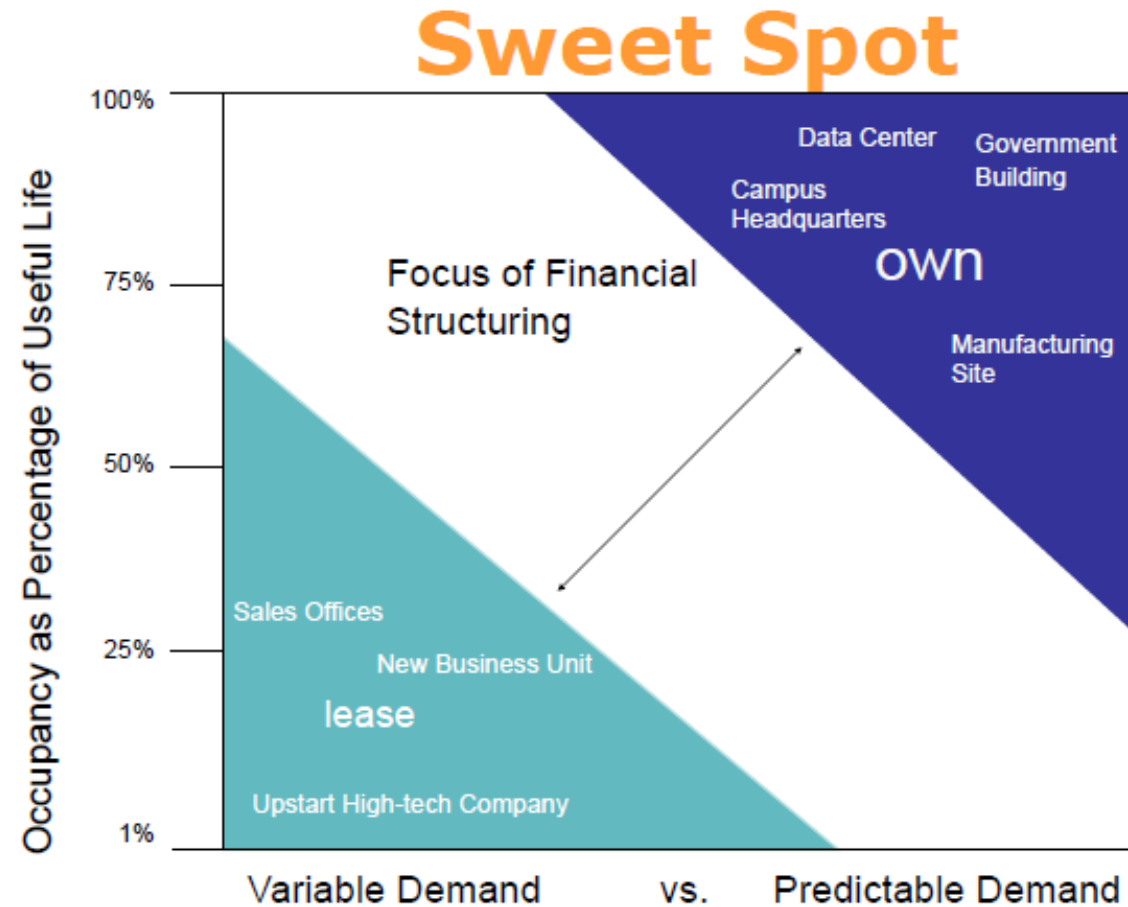 Sweet Spot
100%
75%
50%
25%
1%
Occupancy as Percentage of Useful Life
Data Center
Government
Building
Campus
Headquarters
own
Manufacturing
Site
Focus of Financial
Structuring
Sales Offices
New Business Unit
lease
Upstart High-tech Company
Variable Demand vs. Predictable Demand